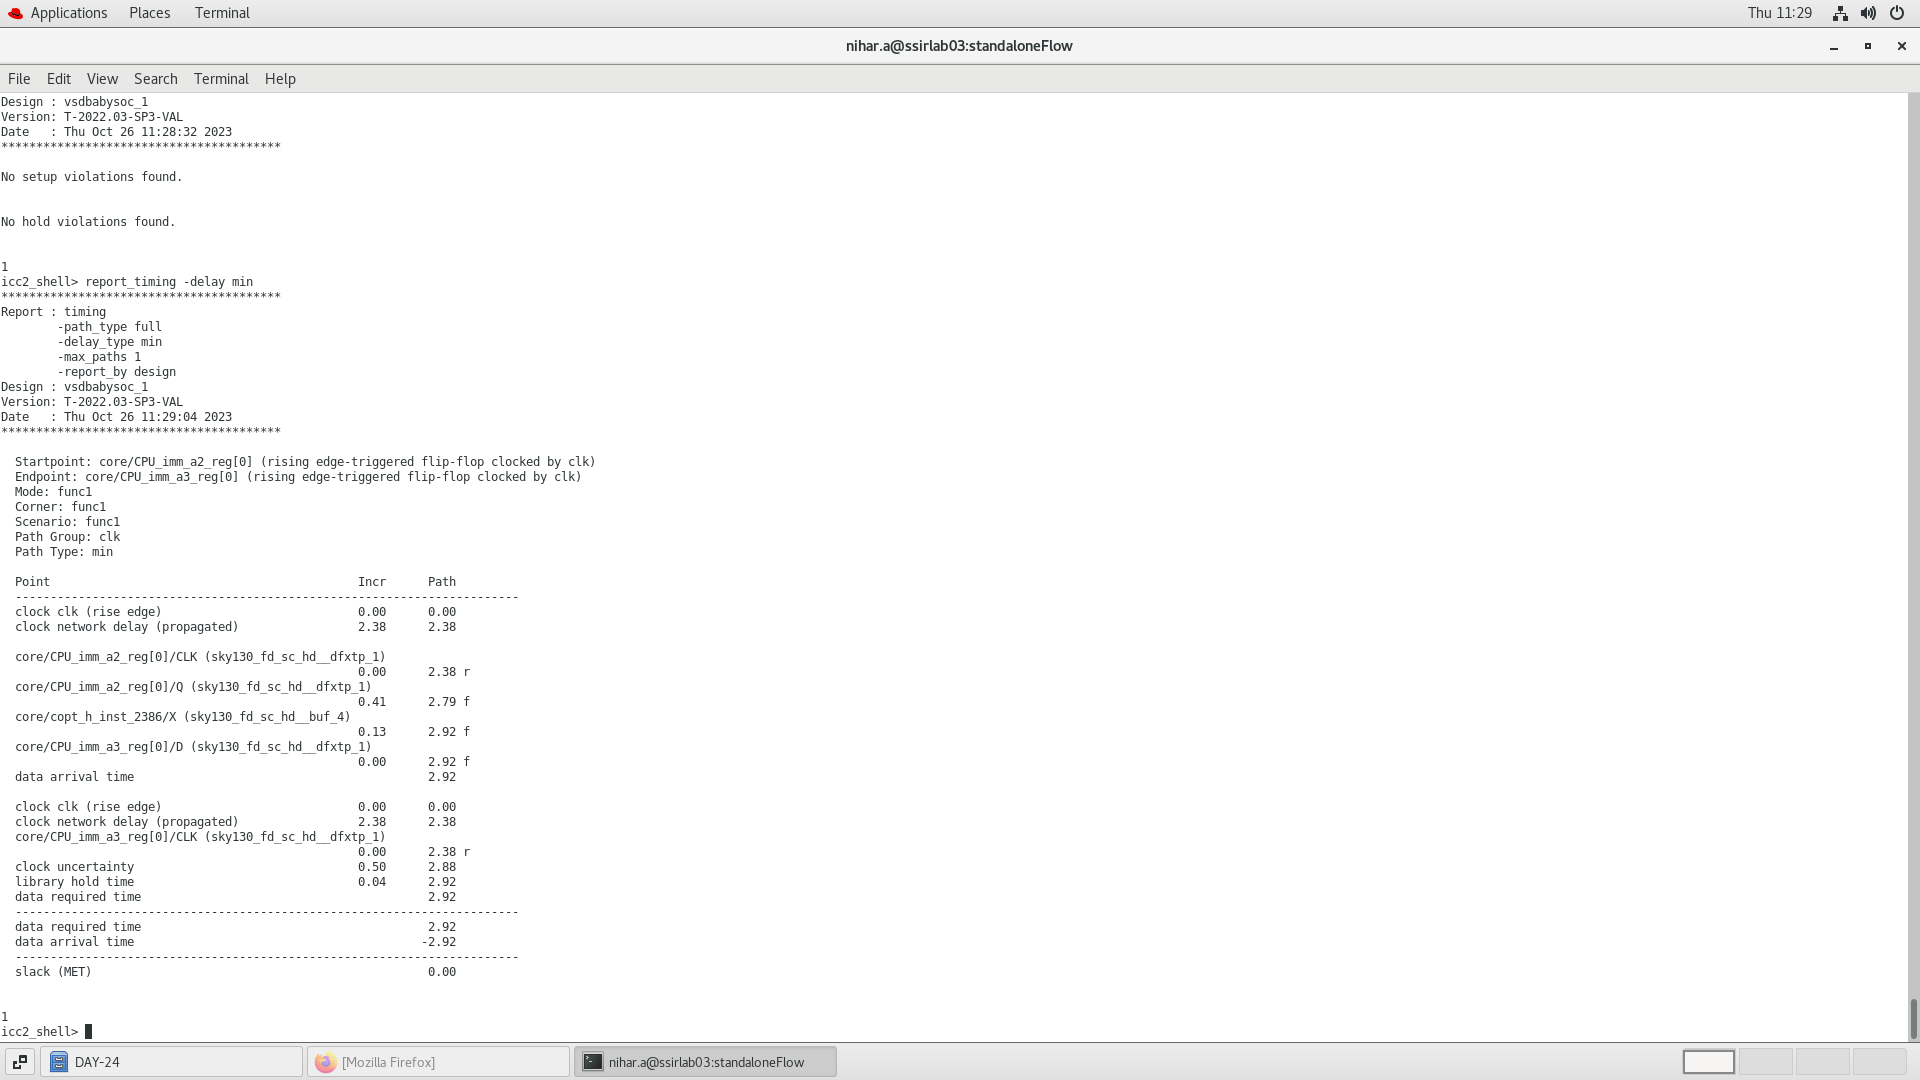 Applications Places Terminal Thu 11:29
nihar.a@ssirlab03:standaloneFlow
File Edit View Search Terminal Help
Design : vsdbabysoc_1
Version: T-2022.03-SP3-VAL
Date   : Thu Oct 26 11:28:32 2023
****************************************
No setup violations found.
No hold violations found.
1
icc2_shell> report_timing -delay min
****************************************
Report : timing
        -path_type full
        -delay_type min
        -max_paths 1
        -report_by design
Design : vsdbabysoc_1
Version: T-2022.03-SP3-VAL
Date   : Thu Oct 26 11:29:04 2023
****************************************
  Startpoint: core/CPU_imm_a2_reg[0] (rising edge-triggered flip-flop clocked by clk)
  Endpoint: core/CPU_imm_a3_reg[0] (rising edge-triggered flip-flop clocked by clk)
  Mode: func1
  Corner: func1
  Scenario: func1
  Path Group: clk
  Path Type: min
  Point                                            Incr      Path
  ------------------------------------------------------------------------
  clock clk (rise edge)                            0.00      0.00
  clock network delay (propagated)                 2.38      2.38
  core/CPU_imm_a2_reg[0]/CLK (sky130_fd_sc_hd__dfxtp_1)
                                                   0.00      2.38 r
  core/CPU_imm_a2_reg[0]/Q (sky130_fd_sc_hd__dfxtp_1)
                                                   0.41      2.79 f
  core/copt_h_inst_2386/X (sky130_fd_sc_hd__buf_4)
                                                   0.13      2.92 f
  core/CPU_imm_a3_reg[0]/D (sky130_fd_sc_hd__dfxtp_1)
                                                   0.00      2.92 f
  data arrival time                                          2.92
  clock clk (rise edge)                            0.00      0.00
  clock network delay (propagated)                 2.38      2.38
  core/CPU_imm_a3_reg[0]/CLK (sky130_fd_sc_hd__dfxtp_1)
                                                   0.00      2.38 r
  clock uncertainty                                0.50      2.88
  library hold time                                0.04      2.92
  data required time                                         2.92
  ------------------------------------------------------------------------
  data required time                                         2.92
  data arrival time                                         -2.92
  ------------------------------------------------------------------------
  slack (MET)                                                0.00
1
icc2_shell>
DAY-24 [Mozilla Firefox] nihar.a@ssirlab03:standaloneFlow